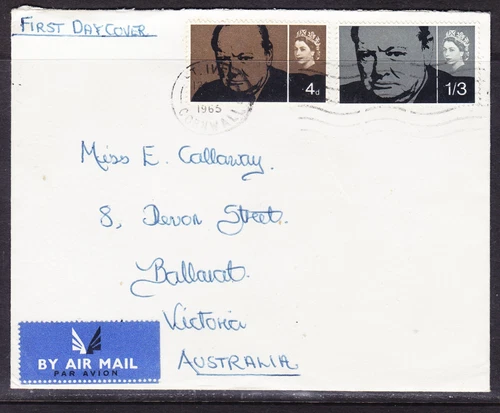 FIRST DAY COVER
4d
1/3
1965
CORNWALL
Miss E. Callaway.
8, Devon Street.
Ballarat.
Victoria
AUSTRALIA
BY AIR MAIL
PAR AVION